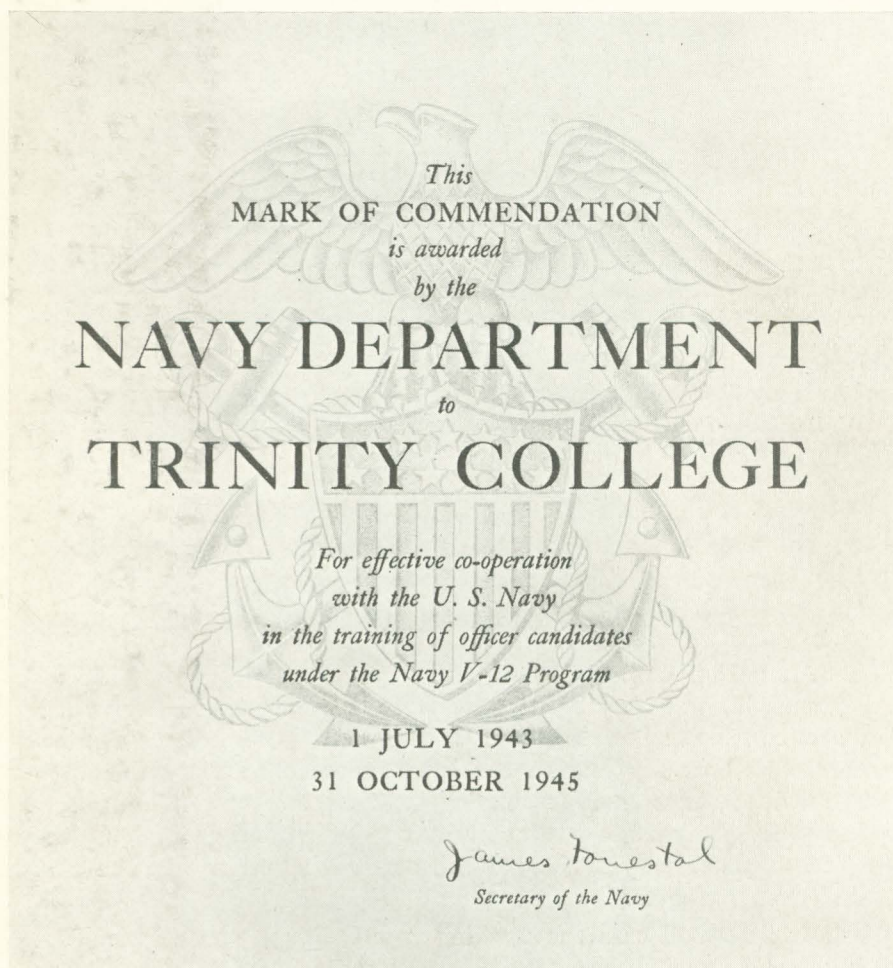 This
MARK OF COMMENDATION
is awarded
by the
NAVY DEPARTMENT
to
TRINITY COLLEGE
For effective co-operation
with the U. S. Navy
in the training of officer candidates
under the Navy V-12 Program
1 JULY 1943
31 OCTOBER 1945
James Forrestal
Secretary of the Navy